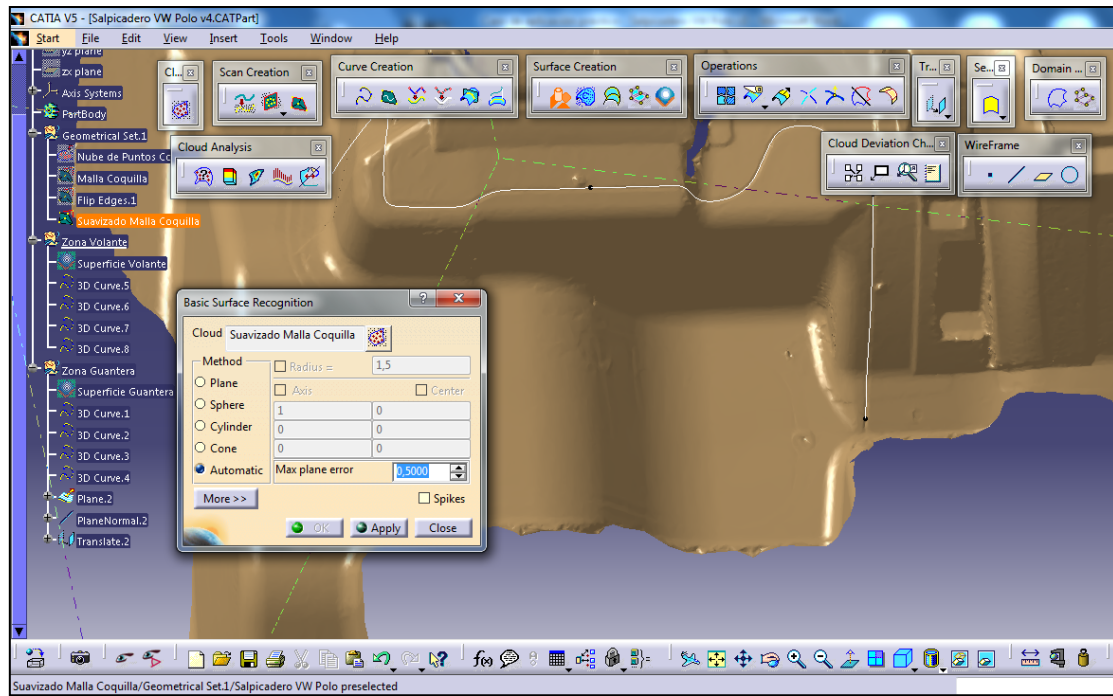 CATIA V5 - [Salpicadero VW Polo v4.CATPart]
Start File Edit View Insert Tools Window Help
yz plane
zx plane
Axis Systems
PartBody
Geometrical Set.1
Nube de Puntos Co
Malla Coquilla
Flip Edges.1
Suavizado Malla Coquilla
Zona Volante
Superficie Volante
3D Curve.5
3D Curve.6
3D Curve.7
3D Curve.8
Zona Guantera
Superficie Guantera
3D Curve.1
3D Curve.2
3D Curve.3
3D Curve.4
Plane.2
PlaneNormal.2
Translate.2
Cl...
Scan Creation
Curve Creation
Surface Creation
Operations
Tr...
Se...
Domain ...
Cloud Analysis
Cloud Deviation Ch...
WireFrame
Basic Surface Recognition
Cloud Suavizado Malla Coquilla
Method
Plane
Sphere
Cylinder
Cone
Automatic
Radius = 1,5
Axis Center
1 0
0 0
0 0
Max plane error 0,5000
More >> Spikes
OK Apply Close
f(x)
Suavizado Malla Coquilla/Geometrical Set.1/Salpicadero VW Polo preselected